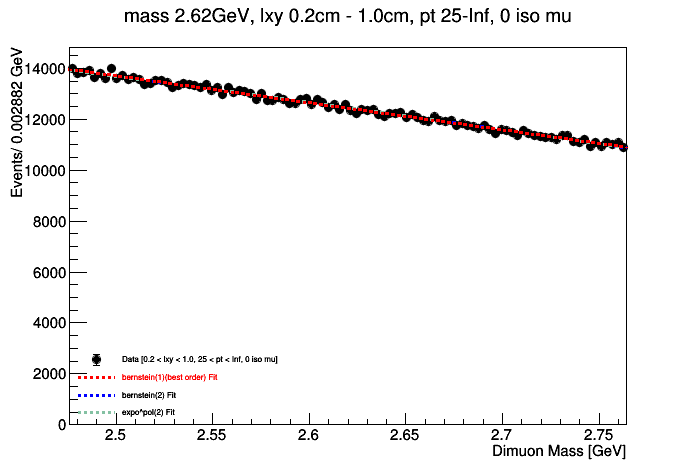 mass 2.62GeV, lxy 0.2cm - 1.0cm, pt 25-Inf, 0 iso mu
Events/ 0.002882 GeV
14000
12000
10000
8000
6000
4000
2000
0
Data [0.2 < lxy < 1.0, 25 < pt < Inf, 0 iso mu]
bernstein(1)(best order) Fit
bernstein(2) Fit
expo^pol(2) Fit
2.5 2.55 2.6 2.65 2.7 2.75
Dimuon Mass [GeV]